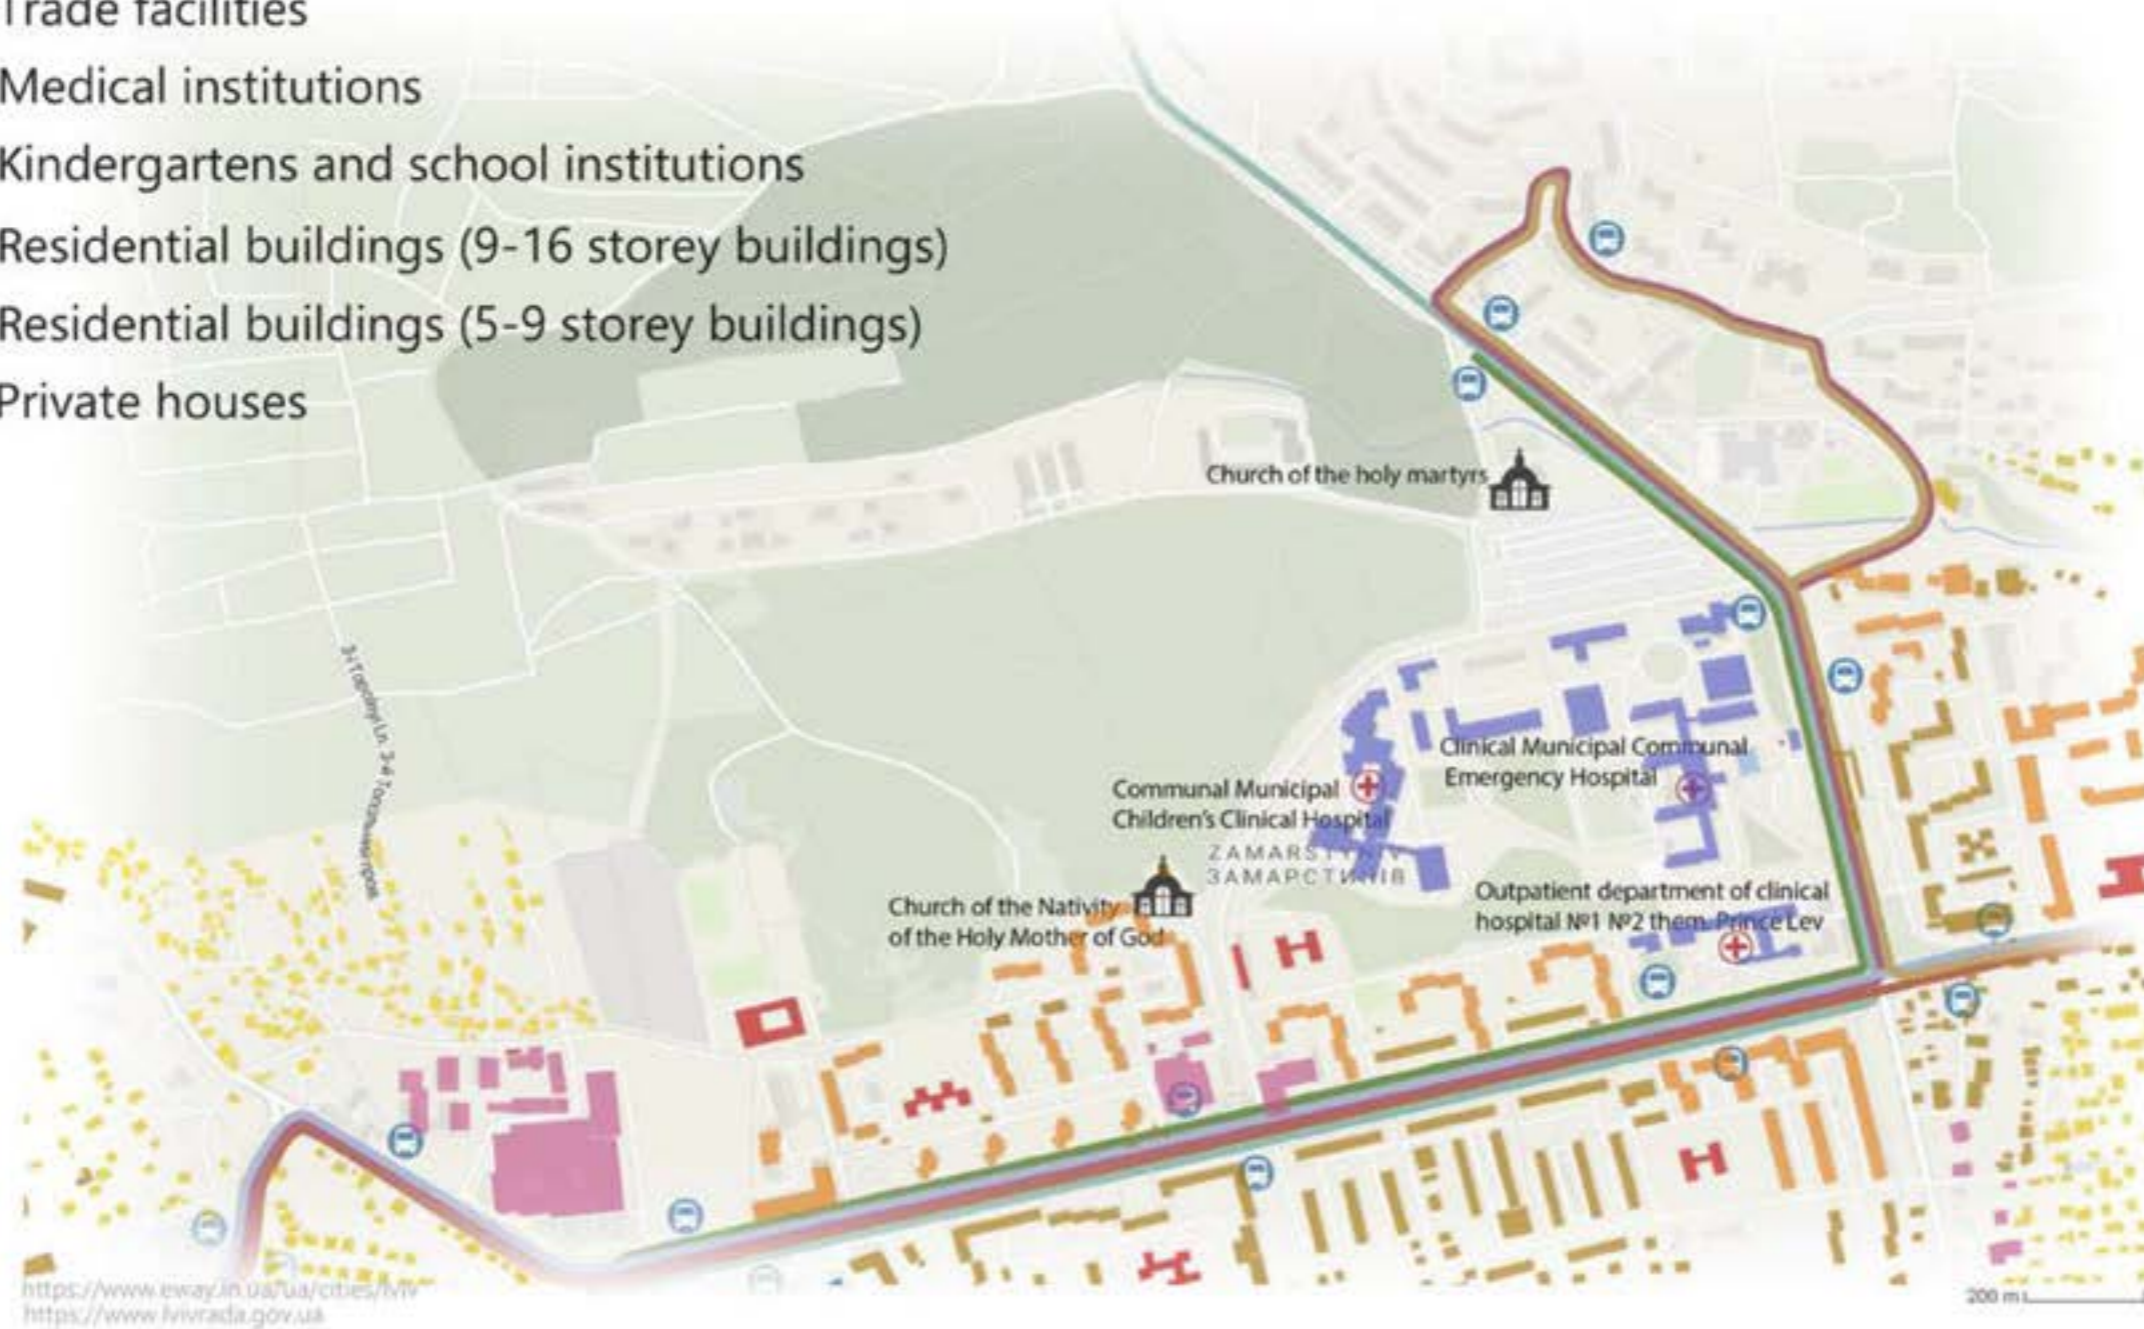 Trade facilities
Medical institutions
Kindergartens and school institutions
Residential buildings (9-16 storey buildings)
Residential buildings (5-9 storey buildings)
Private houses
Church of the holy martyrs
Clinical Municipal Communal
Emergency Hospital
Communal Municipal
Children's Clinical Hospital
ZAMARSTYNIV
ЗАМАРСТИНІВ
Outpatient department of clinical
hospital №1 №2 them. Prince Lev
Church of the Nativity
of the Holy Mother of God
https://www.eway.in.ua/ua/cities/lviv
https://www.lvivrada.gov.ua
200 m